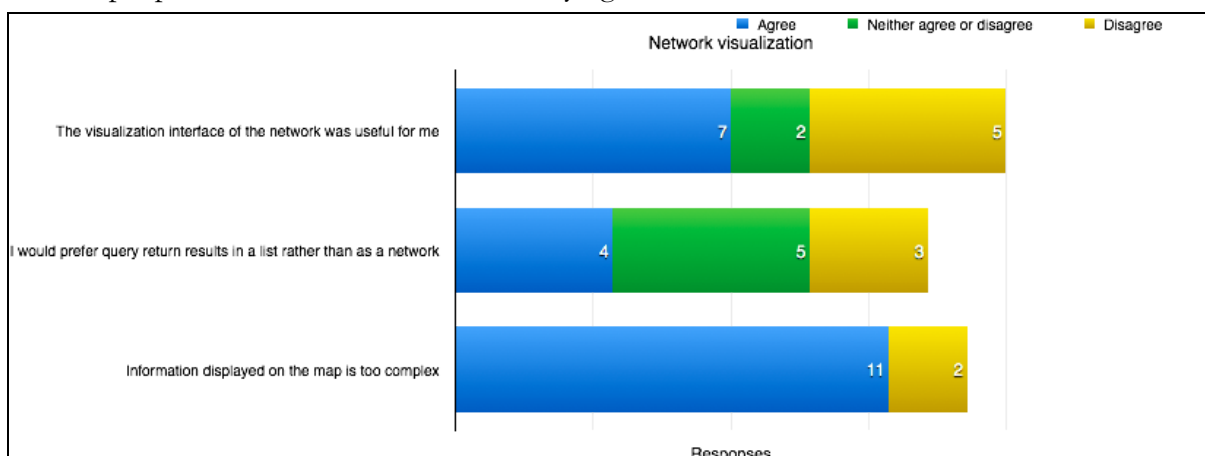 Agree Neither agree or disagree Disagree
Network visualization
The visualization interface of the network was useful for me
7 2 5
I would prefer query return results in a list rather than as a network
4 5 3
Information displayed on the map is too complex
11 2
Responses